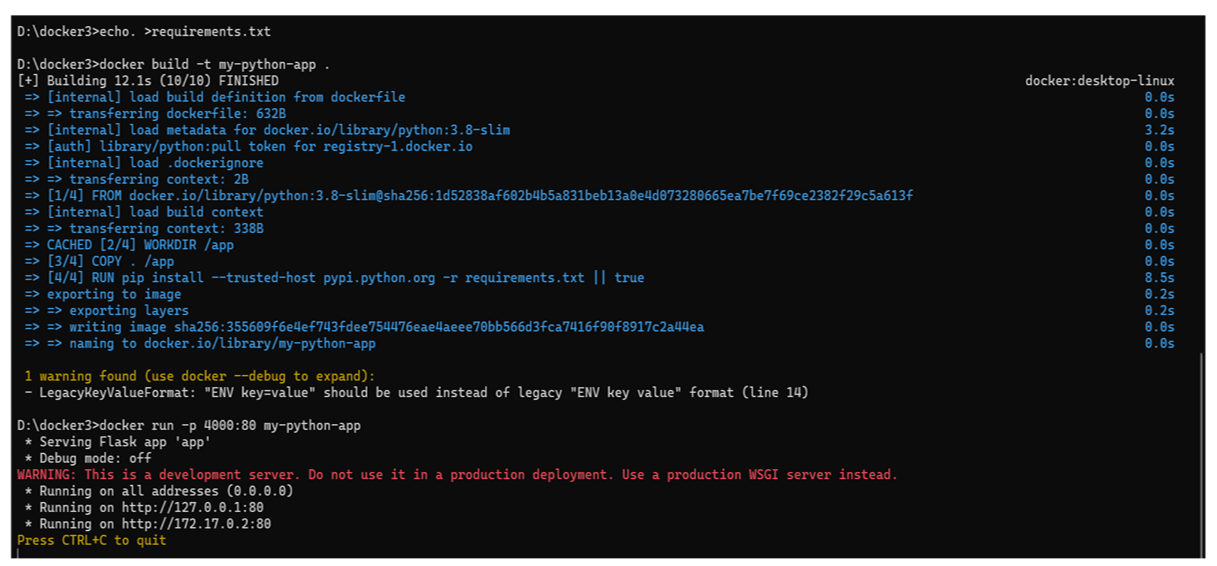 D:\docker3>echo. >requirements.txt
D:\docker3>docker build -t my-python-app .
[+] Building 12.1s (10/10) FINISHED docker:desktop-linux
=> [internal] load build definition from dockerfile 0.0s
=> => transferring dockerfile: 632B 0.0s
=> [internal] load metadata for docker.io/library/python:3.8-slim 3.2s
=> [auth] library/python:pull token for registry-1.docker.io 0.0s
=> [internal] load .dockerignore 0.0s
=> => transferring context: 2B 0.0s
=> [1/4] FROM docker.io/library/python:3.8-slim@sha256:1d52838af602b4b5a831beb13a0e4d073280665ea7be7f69ce2382f29c5a613f 0.0s
=> [internal] load build context 0.0s
=> => transferring context: 338B 0.0s
=> CACHED [2/4] WORKDIR /app 0.0s
=> [3/4] COPY . /app 0.0s
=> [4/4] RUN pip install --trusted-host pypi.python.org -r requirements.txt || true 8.5s
=> exporting to image 0.2s
=> => exporting layers 0.2s
=> => writing image sha256:355609f6e4ef743fdee754476eae4aeee70bb566d3fca7416f90f8917c2a44ea 0.0s
=> => naming to docker.io/library/my-python-app 0.0s
1 warning found (use docker --debug to expand):
- LegacyKeyValueFormat: "ENV key=value" should be used instead of legacy "ENV key value" format (line 14)
D:\docker3>docker run -p 4000:80 my-python-app
* Serving Flask app 'app'
* Debug mode: off
WARNING: This is a development server. Do not use it in a production deployment. Use a production WSGI server instead.
* Running on all addresses (0.0.0.0)
* Running on http://127.0.0.1:80
* Running on http://172.17.0.2:80
Press CTRL+C to quit